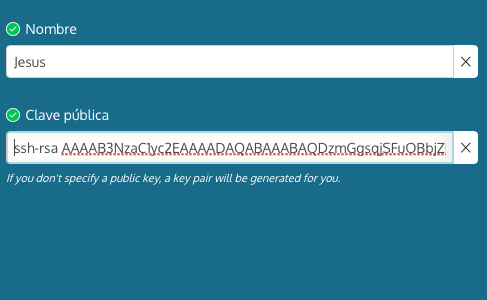 Nombre
Jesus
Clave pública
ssh-rsa AAAAB3NzaC1yc2EAAAADAQABAAABAQDzmGgsqjSFuOBbjZ
If you don't specify a public key, a key pair will be generated for you.